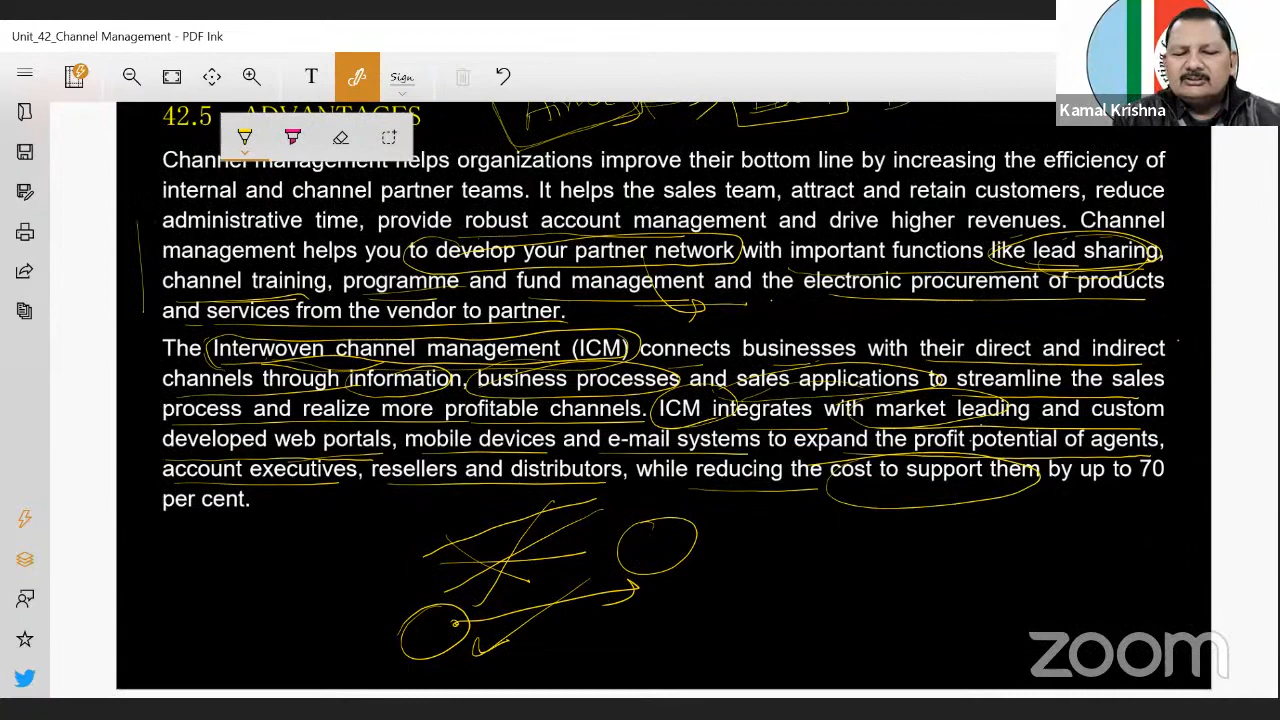 Unit_42_Channel Management - PDF Ink
T
Sign
Kamal Krishna
42.5 ADVANTAGES
Channel management helps organizations improve their bottom line by increasing the efficiency of
internal and channel partner teams. It helps the sales team, attract and retain customers, reduce
administrative time, provide robust account management and drive higher revenues. Channel
management helps you to develop your partner network with important functions like lead sharing,
channel training, programme and fund management and the electronic procurement of products
and services from the vendor to partner.
The Interwoven channel management (ICM) connects businesses with their direct and indirect
channels through information, business processes and sales applications to streamline the sales
process and realize more profitable channels. ICM integrates with market leading and custom
developed web portals, mobile devices and e-mail systems to expand the profit potential of agents,
account executives, resellers and distributors, while reducing the cost to support them by up to 70
per cent.
zoom